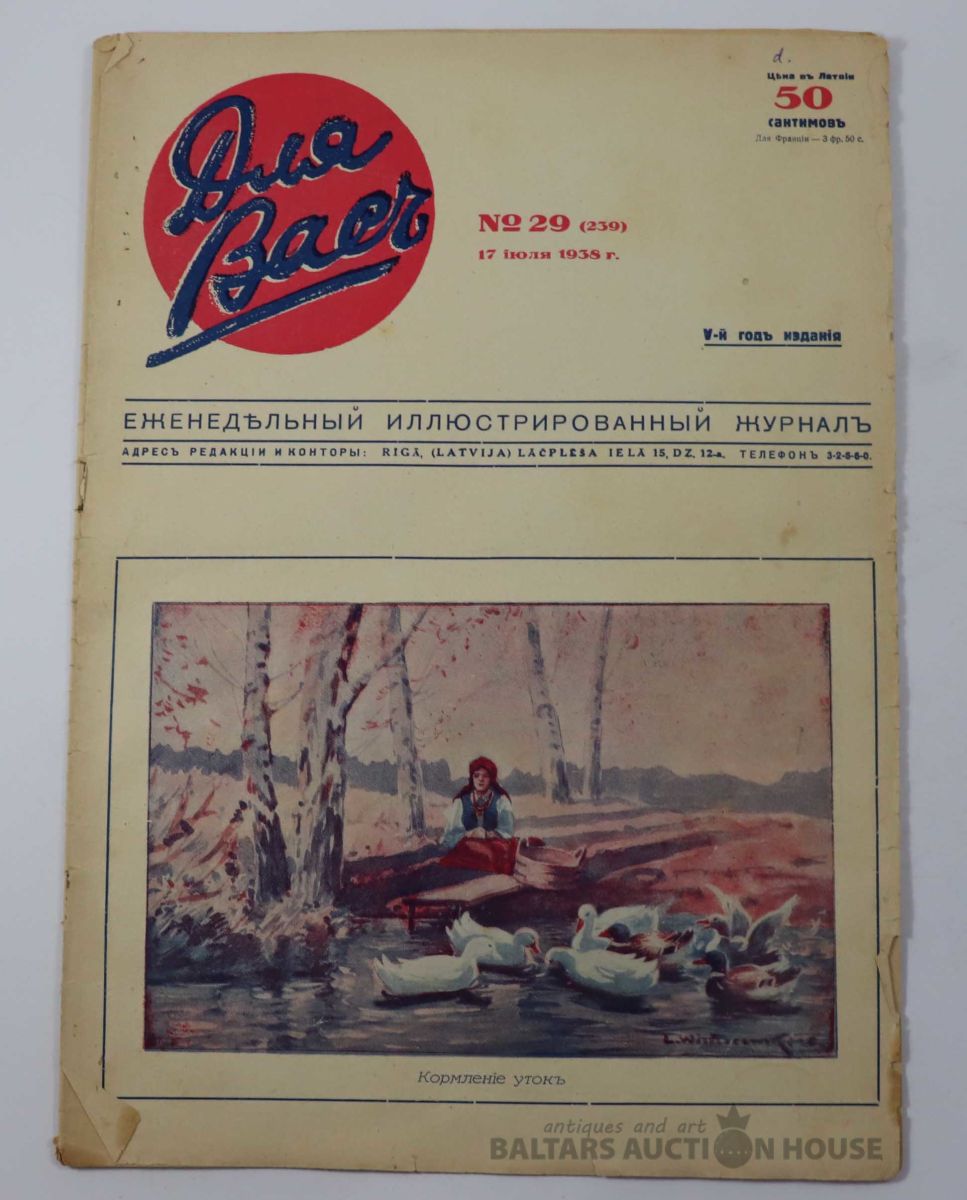 d.
Цѣна въ Латвіи
50
сантимовъ
Для Франціи — 3 фр. 50 с.
Для
Васъ
№ 29 (239)
17 іюля 1938 г.
V-й годъ изданія
ЕЖЕНЕДѢЛЬНЫЙ ИЛЛЮСТРИРОВАННЫЙ ЖУРНАЛЪ
АДРЕСЪ РЕДАКЦІИ И КОНТОРЫ: RIGĀ, (LATVIJA) LĀČPLĒŠA IELĀ 15, DZ. 12-a. ТЕЛЕФОНЪ 3-2-8-6-0.
Кормленіе утокъ
antiques and art
BALTARS AUCTION HOUSE